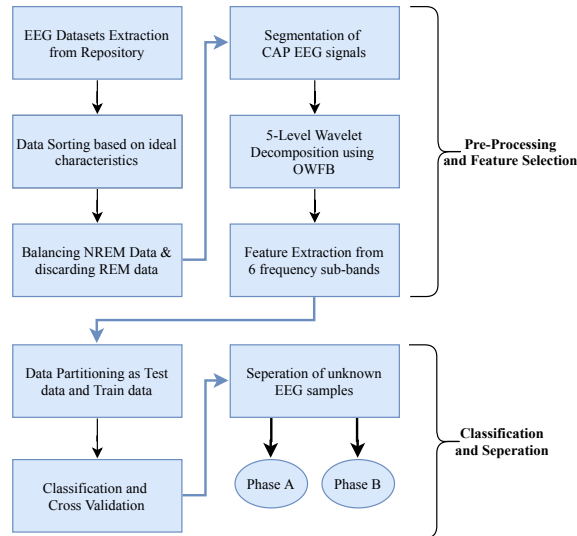 EEG Datasets Extraction
from Repository
Data Sorting based on ideal
characteristics
Balancing NREM Data &
discarding REM data
Segmentation of
CAP EEG signals
5-Level Wavelet
Decomposition using
OWFB
Feature Extraction from
6 frequency sub-bands
Pre-Processing
and Feature Selection
Data Partitioning as Test
data and Train data
Classification and
Cross Validation
Seperation of unknown
EEG samples
Phase A
Phase B
Classification
and Seperation